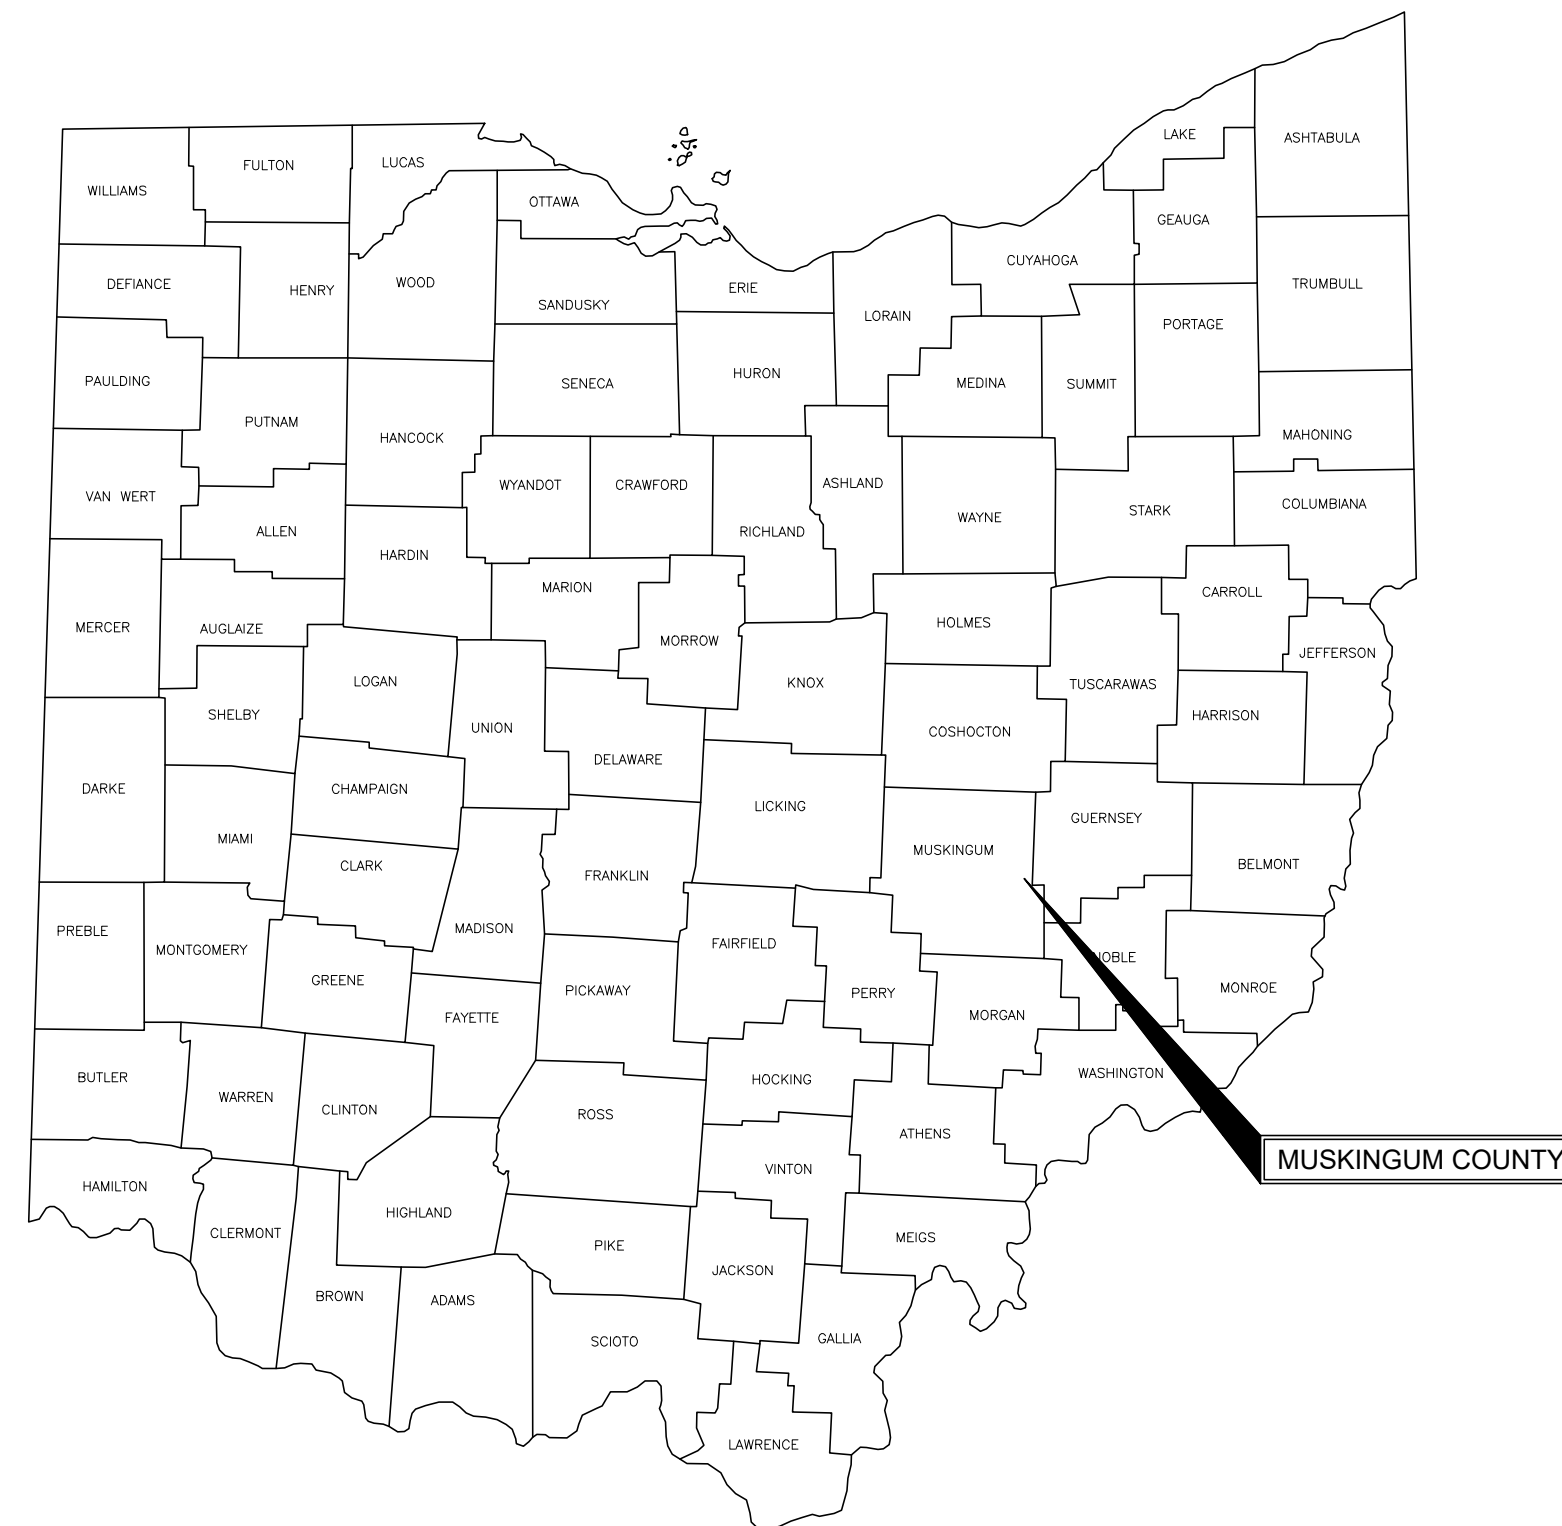 LAKE
ASHTABULA
FULTON
LUCAS
WILLIAMS
OTTAWA
GEAUGA
CUYAHOGA
DEFIANCE
HENRY
WOOD
SANDUSKY
ERIE
LORAIN
TRUMBULL
PORTAGE
PAULDING
SENECA
HURON
MEDINA
SUMMIT
PUTNAM
HANCOCK
MAHONING
VAN WERT
WYANDOT
CRAWFORD
ASHLAND
COLUMBIANA
ALLEN
RICHLAND
WAYNE
STARK
HARDIN
MARION
CARROLL
MERCER
AUGLAIZE
MORROW
HOLMES
JEFFERSON
LOGAN
KNOX
TUSCARAWAS
SHELBY
UNION
COSHOCTON
HARRISON
DARKE
CHAMPAIGN
DELAWARE
LICKING
GUERNSEY
MIAMI
CLARK
FRANKLIN
MUSKINGUM
BELMONT
PREBLE
MONTGOMERY
MADISON
FAIRFIELD
NOBLE
GREENE
PICKAWAY
PERRY
MONROE
FAYETTE
MORGAN
BUTLER
WARREN
CLINTON
ROSS
HOCKING
WASHINGTON
ATHENS
VINTON
MUSKINGUM COUNTY
HAMILTON
HIGHLAND
CLERMONT
PIKE
JACKSON
MEIGS
BROWN
ADAMS
SCIOTO
GALLIA
LAWRENCE